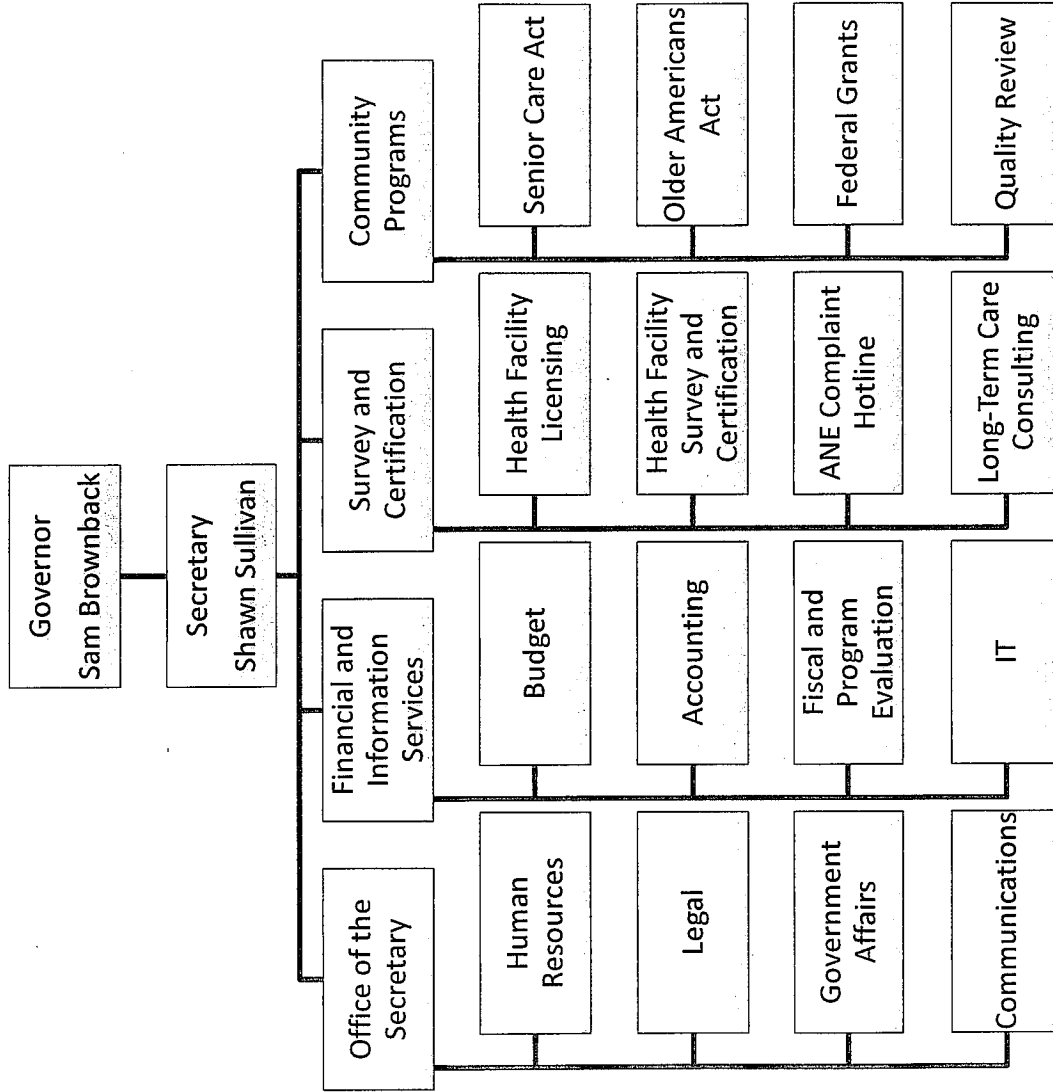 Governor
Sam Brownback
Secretary
Shawn Sullivan
Office of the
Secretary
Human
Resources
Legal
Government
Affairs
Communications
Financial and
Information
Services
Budget
Accounting
Fiscal and
Program
Evaluation
IT
Survey and
Certification
Health Facility
Licensing
Health Facility
Survey and
Certification
ANE Complaint
Hotline
Long-Term Care
Consulting
Community
Programs
Senior Care Act
Older Americans
Act
Federal Grants
Quality Review